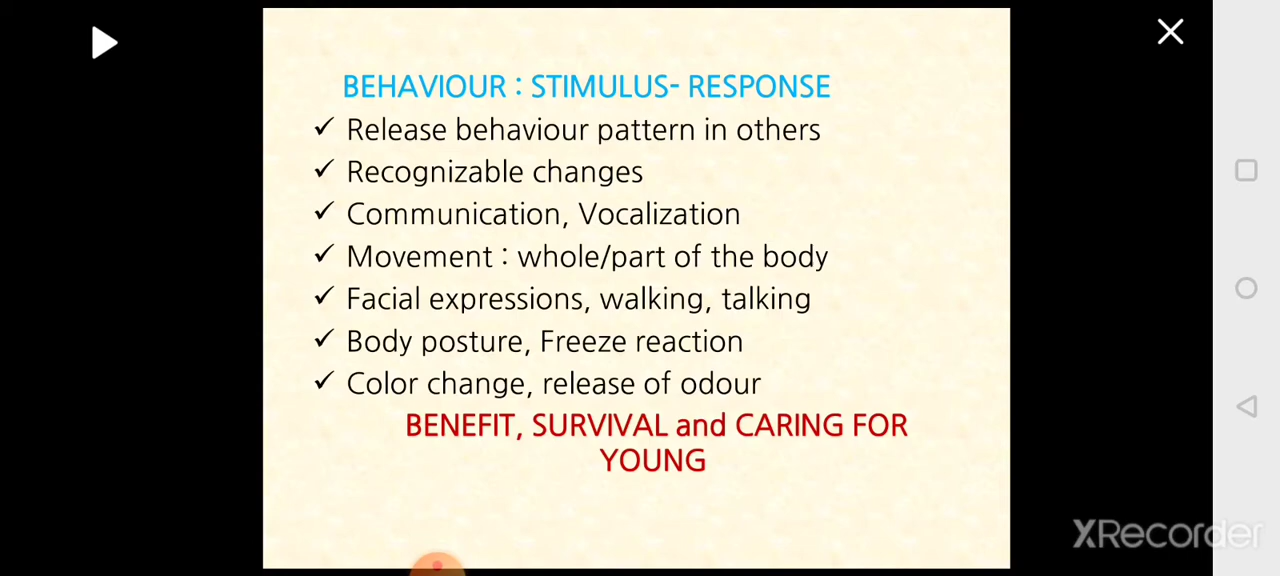 BEHAVIOUR : STIMULUS- RESPONSE
✓ Release behaviour pattern in others
✓ Recognizable changes
✓ Communication, Vocalization
✓ Movement : whole/part of the body
✓ Facial expressions, walking, talking
✓ Body posture, Freeze reaction
✓ Color change, release of odour
BENEFIT, SURVIVAL and CARING FOR
YOUNG
XRecorder